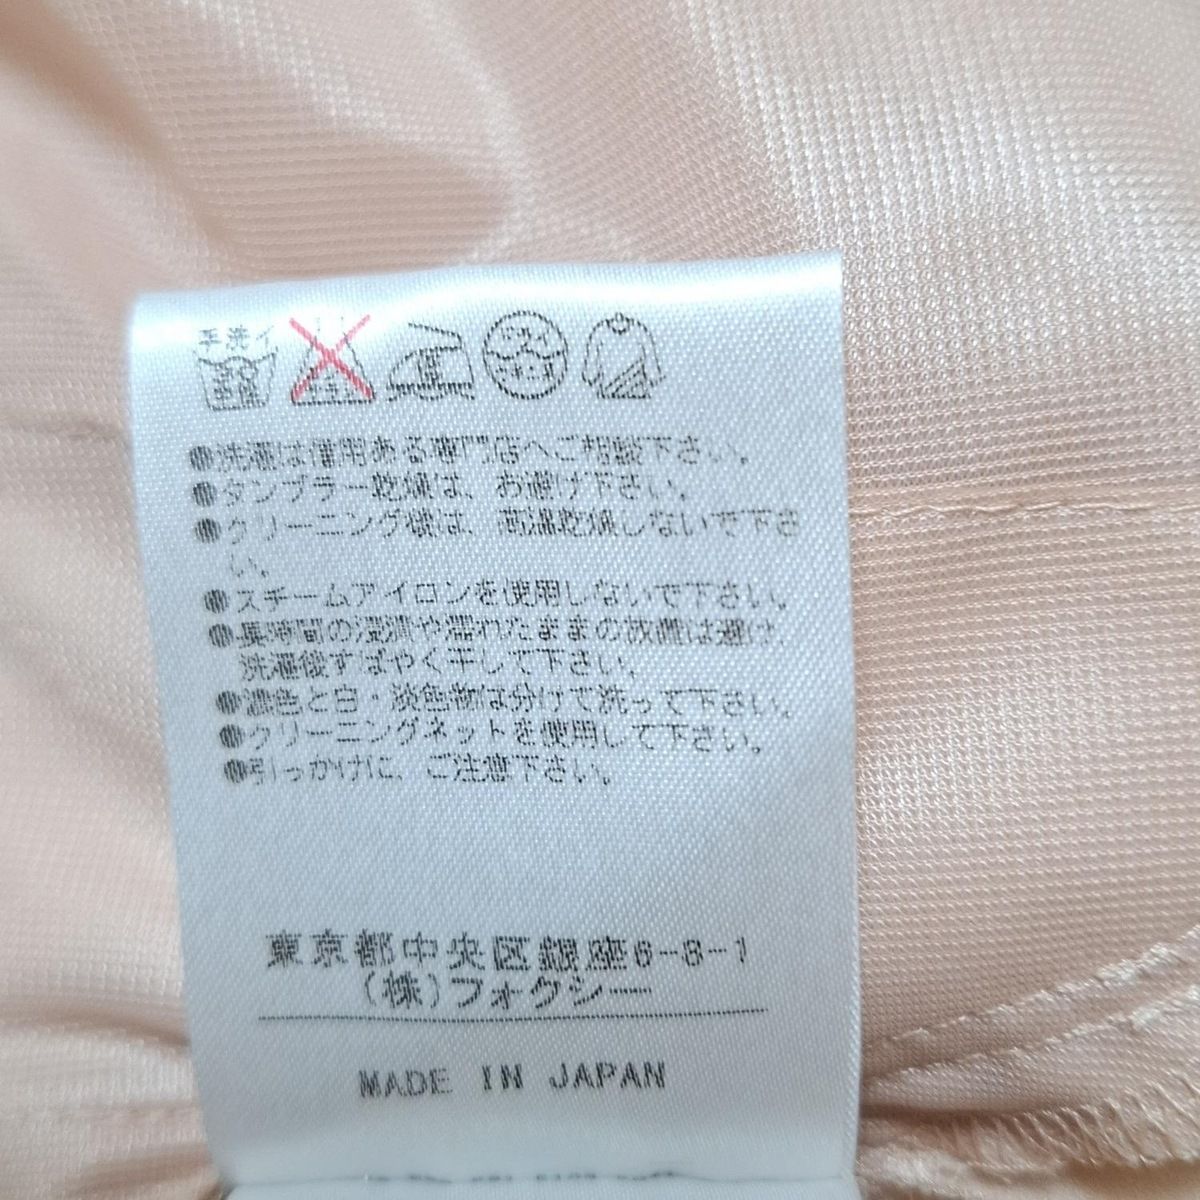 手洗イ
●洗濯は信用ある専門店へご相談下さい。
●タンブラー乾燥は、お避け下さい。
●クリーニング機は、高温乾燥しないで下さ
い。
●スチームアイロンを使用しないで下さい。
●長時間の浸漬や濡れたままの放置は避け、
洗濯後すばやく干して下さい。
●濃色と白・淡色物は分けて洗って下さい。
●クリーニングネットを使用して下さい。
●引っかけに、ご注意下さい。
東京都中央区銀座6-8-1
(株)フォクシー
MADE IN JAPAN